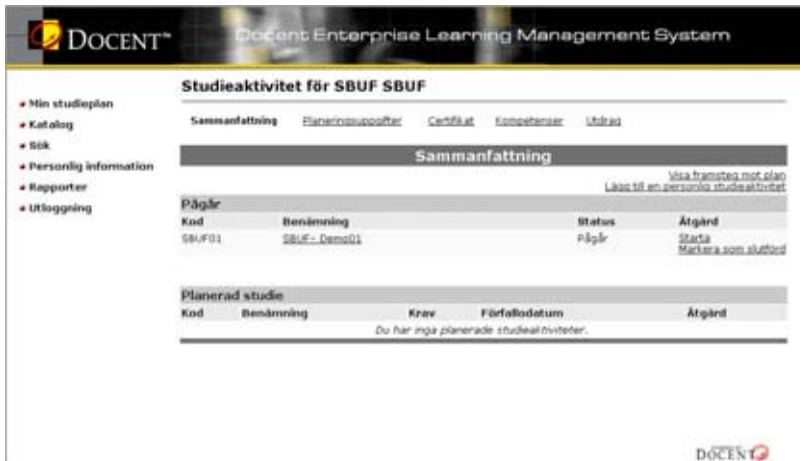 DOCENT™
Docent Enterprise Learning Management System
Studieaktivitet för SBUF SBUF
Min studieplan
Katalog
Sök
Personlig information
Rapporter
Utloggning
Sammanfattning Planeringsuppgifter Certifikat Kompetenser Utdrag
Sammanfattning
Visa framsteg mot plan
Lägg till en personlig studieaktivitet
Pågår
Kod Benämning Status Åtgärd
SBUF01 SBUF- Demo01 Pågår Starta
Markera som slutförd
Planerad studie
Kod Benämning Krav Förfallodatum Åtgärd
Du har inga planerade studieaktiviteter.
DOCENT